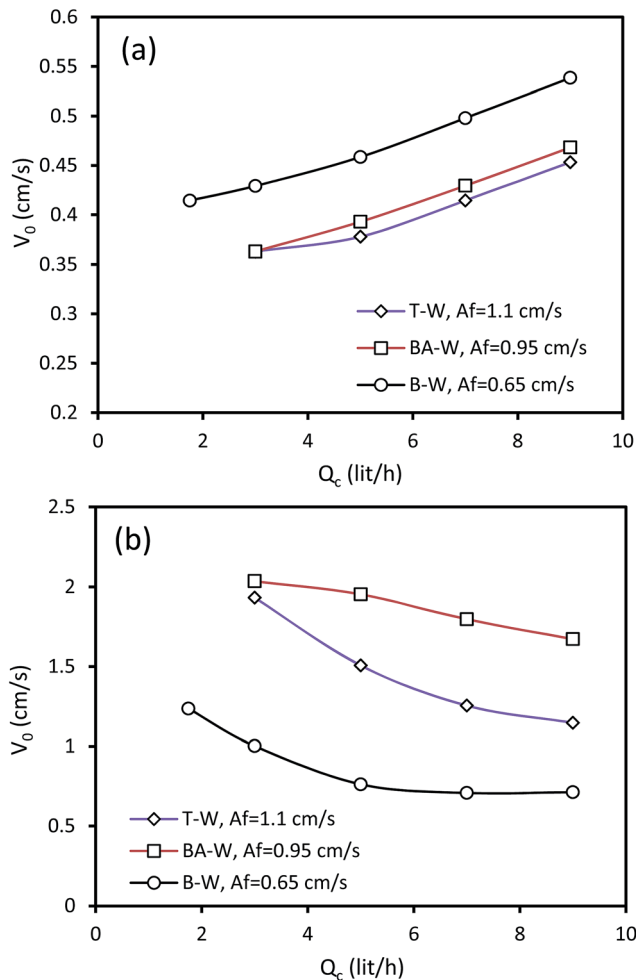 (a)
0.6
0.55
0.5
0.45
0.4
0.35
0.3
0.25
0.2
V₀ (cm/s)
T-W, Af=1.1 cm/s
BA-W, Af=0.95 cm/s
B-W, Af=0.65 cm/s
0 2 4 6 8 10
Q_c (lit/h)
(b)
2.5
2
1.5
1
0.5
0
V₀ (cm/s)
T-W, Af=1.1 cm/s
BA-W, Af=0.95 cm/s
B-W, Af=0.65 cm/s
0 2 4 6 8 10
Q_c (lit/h)